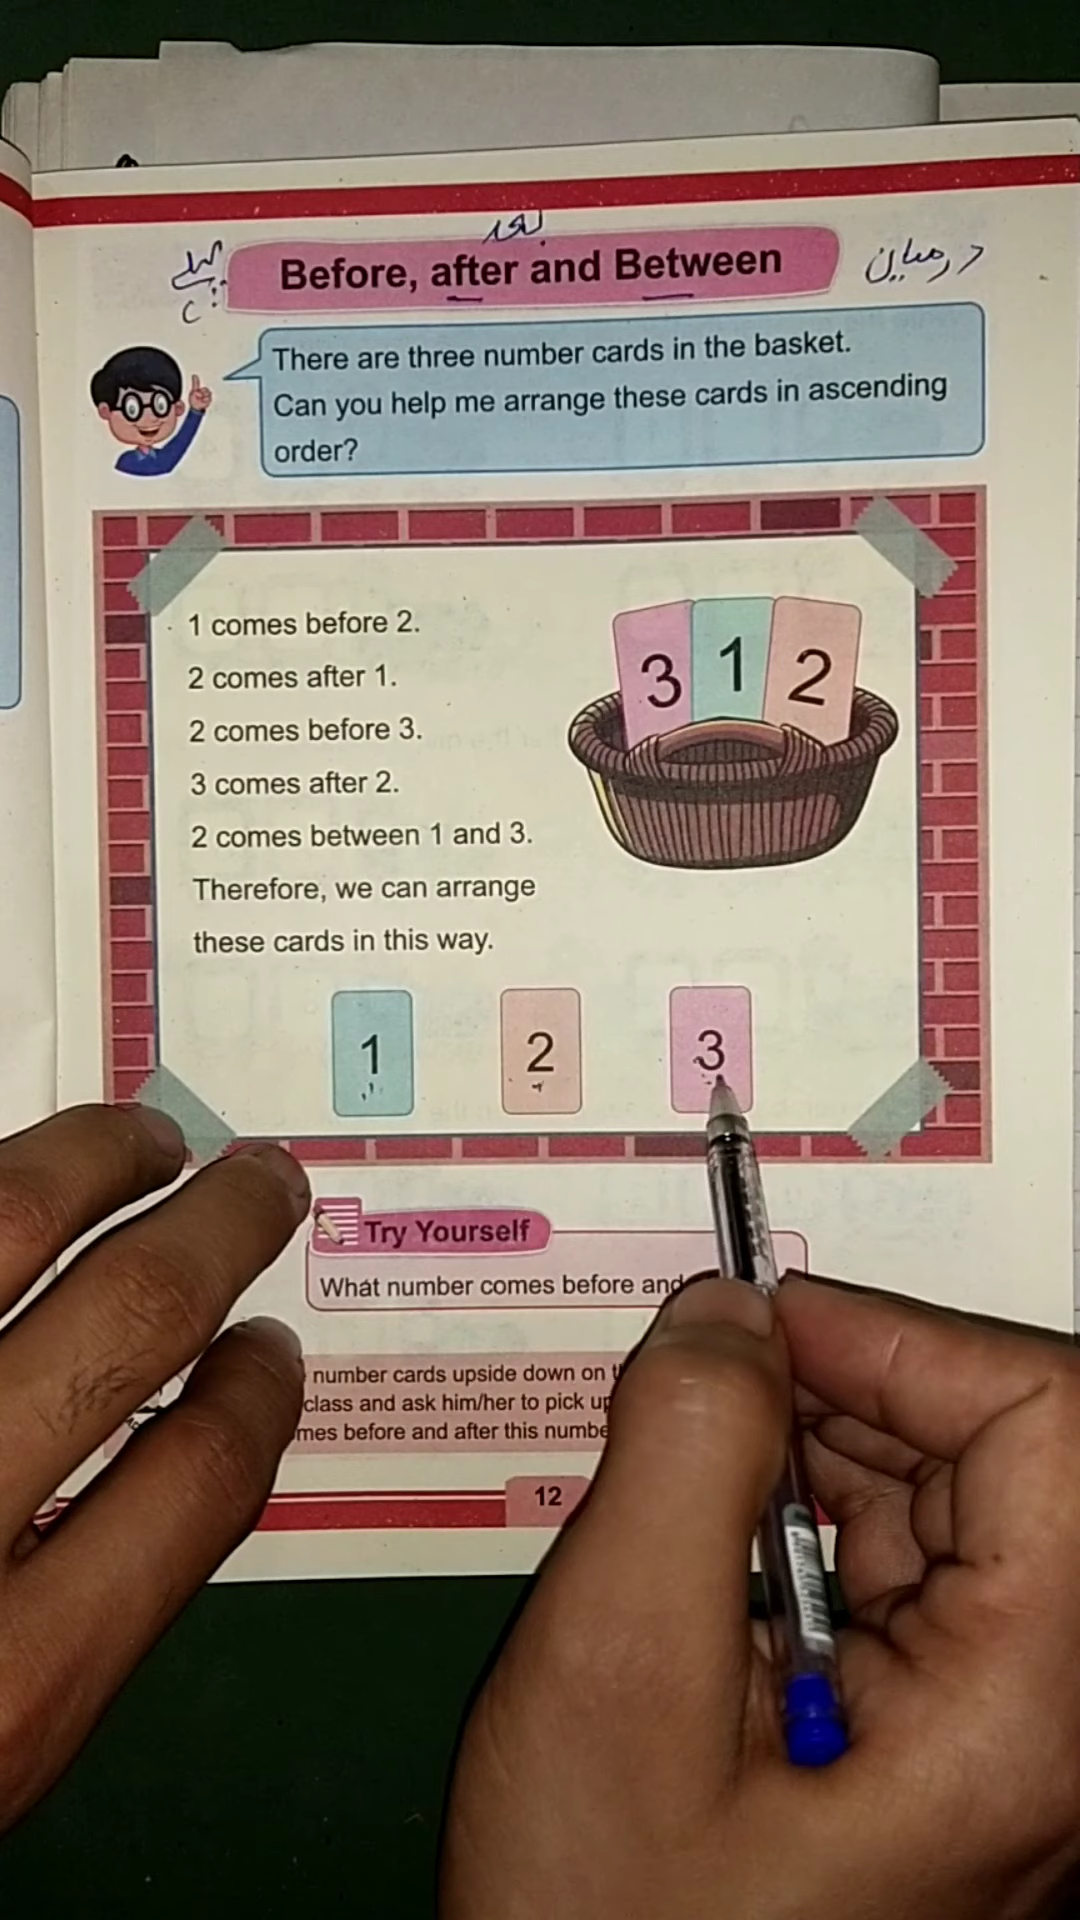 بعد
پہلے
Before, after and Between
درمیان
There are three number cards in the basket.
Can you help me arrange these cards in ascending
order?
1 comes before 2.
2 comes after 1.
2 comes before 3.
3 comes after 2.
2 comes between 1 and 3.
Therefore, we can arrange
these cards in this way.
3 1 2
1 2 3
Try Yourself
What number comes before and
number cards upside down on
class and ask him/her to pick up
before and after this
12